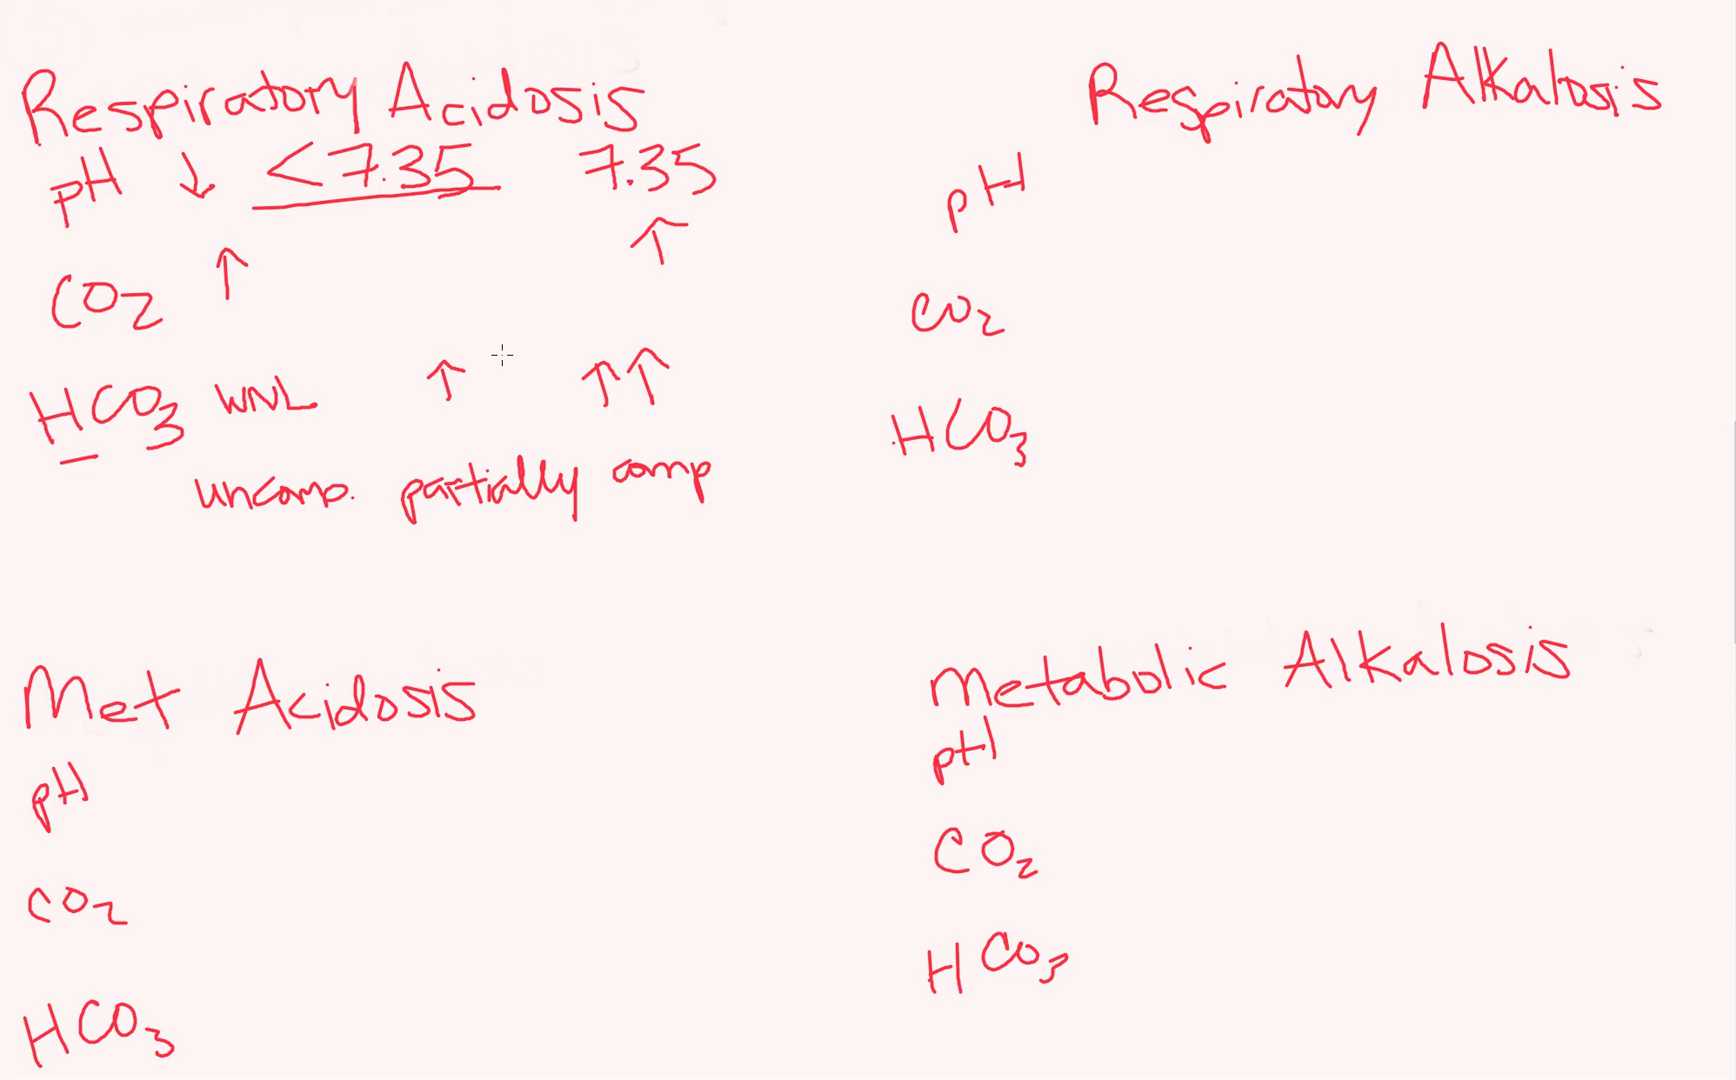 Respiratory Acidosis
pH ↓ <7.35 7.35
CO2 ↑ ↑
HCO3 WNL ↑ ↑↑
uncomp. partially comp
Respiratory Alkalosis
pH
CO2
HCO3
Met Acidosis
pH
CO2
HCO3
Metabolic Alkalosis
pH
CO2
HCO3